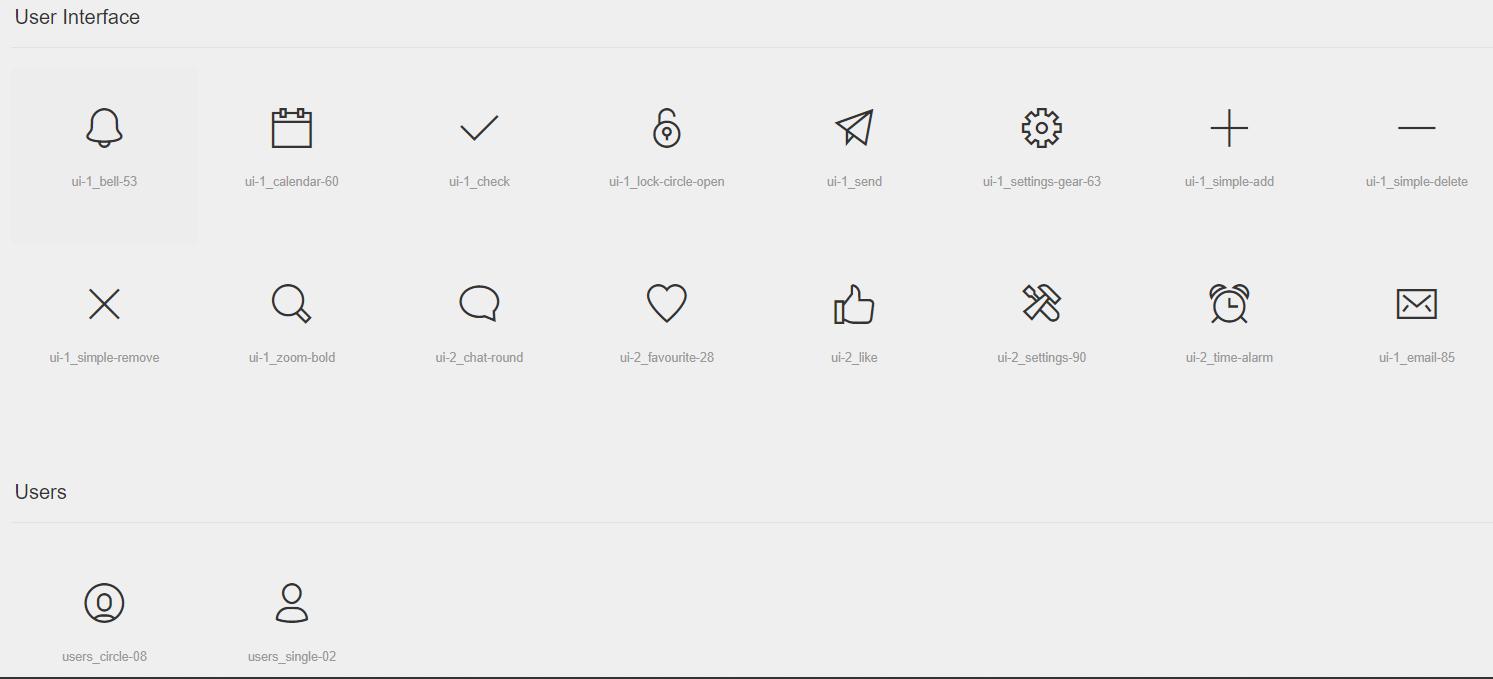 User Interface
ui-1_bell-53
ui-1_calendar-60
ui-1_check
ui-1_lock-circle-open
ui-1_send
ui-1_settings-gear-63
ui-1_simple-add
ui-1_simple-delete
ui-1_simple-remove
ui-1_zoom-bold
ui-2_chat-round
ui-2_favourite-28
ui-2_like
ui-2_settings-90
ui-2_time-alarm
ui-1_email-85
Users
users_circle-08
users_single-02